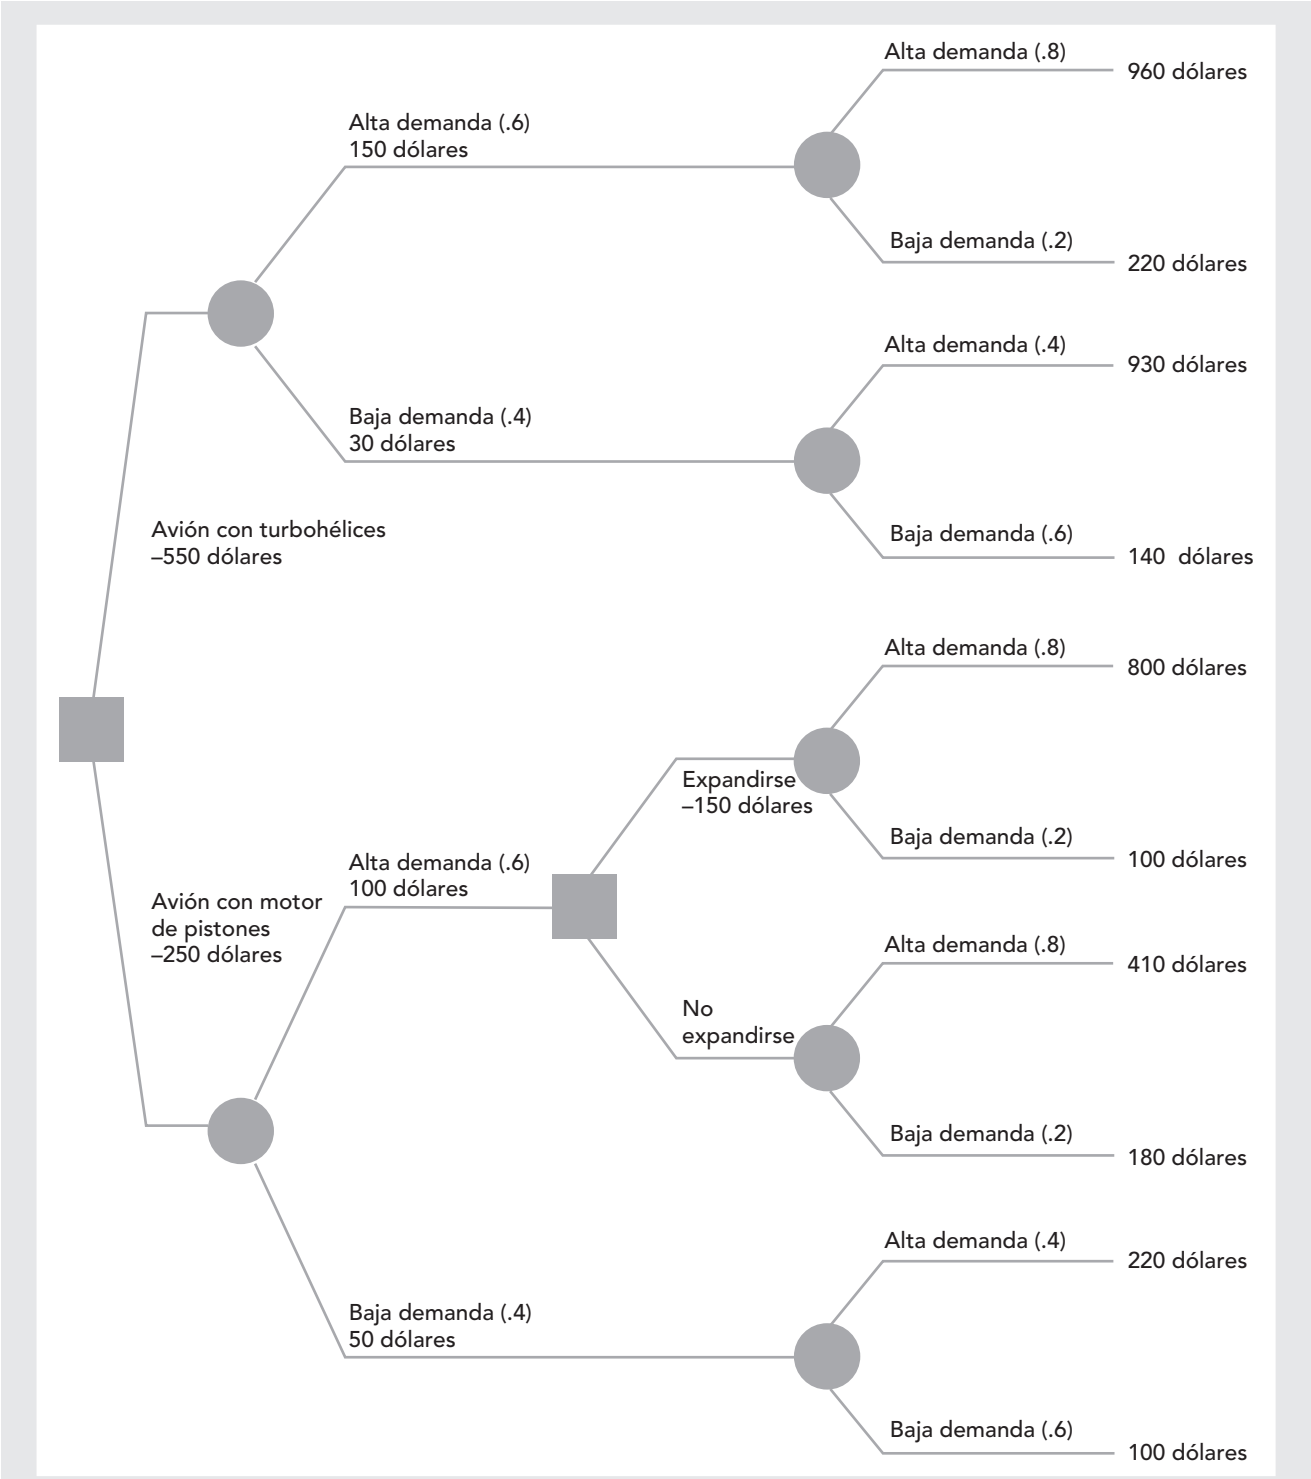 Alta demanda (.8)
960 dólares
Alta demanda (.6)
150 dólares
Baja demanda (.2)
220 dólares
Alta demanda (.4)
930 dólares
Baja demanda (.4)
30 dólares
Baja demanda (.6)
140 dólares
Avión con turbohélices
–550 dólares
Alta demanda (.8)
800 dólares
Expandirse
–150 dólares
Baja demanda (.2)
100 dólares
Alta demanda (.6)
100 dólares
Avión con motor
de pistones
–250 dólares
Alta demanda (.8)
410 dólares
No
expandirse
Baja demanda (.2)
180 dólares
Alta demanda (.4)
220 dólares
Baja demanda (.4)
50 dólares
Baja demanda (.6)
100 dólares